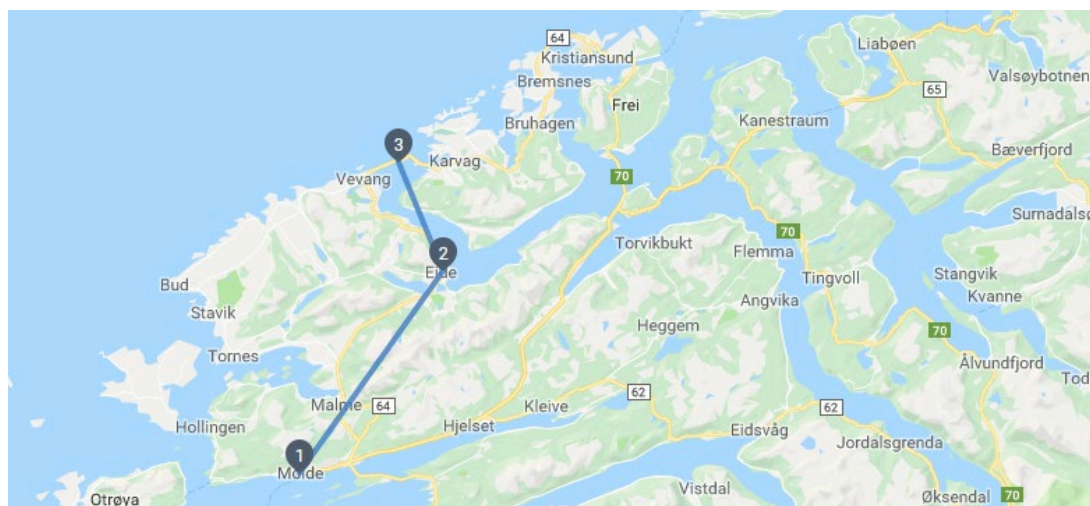 64
Kristiansund
Liabøen
Bremsnes
Valsøybotnen
65
Frei
Bruhagen
Kanestraum
3
Karvag
Bæverfjord
Vevang
70
Surnadalsø
70
2
Torvikbukt
Flemma
Eide
Stangvik
Bud
Tingvoll
Kvanne
Angvika
Stavik
Heggem
70
Tornes
Ålvundfjord
Tod
62
Malme
64
Kleive
62
Hollingen
Hjelset
Eidsvåg
Jordalsgrenda
1
Molde
Vistdal
Otrøya
Øksendal
70